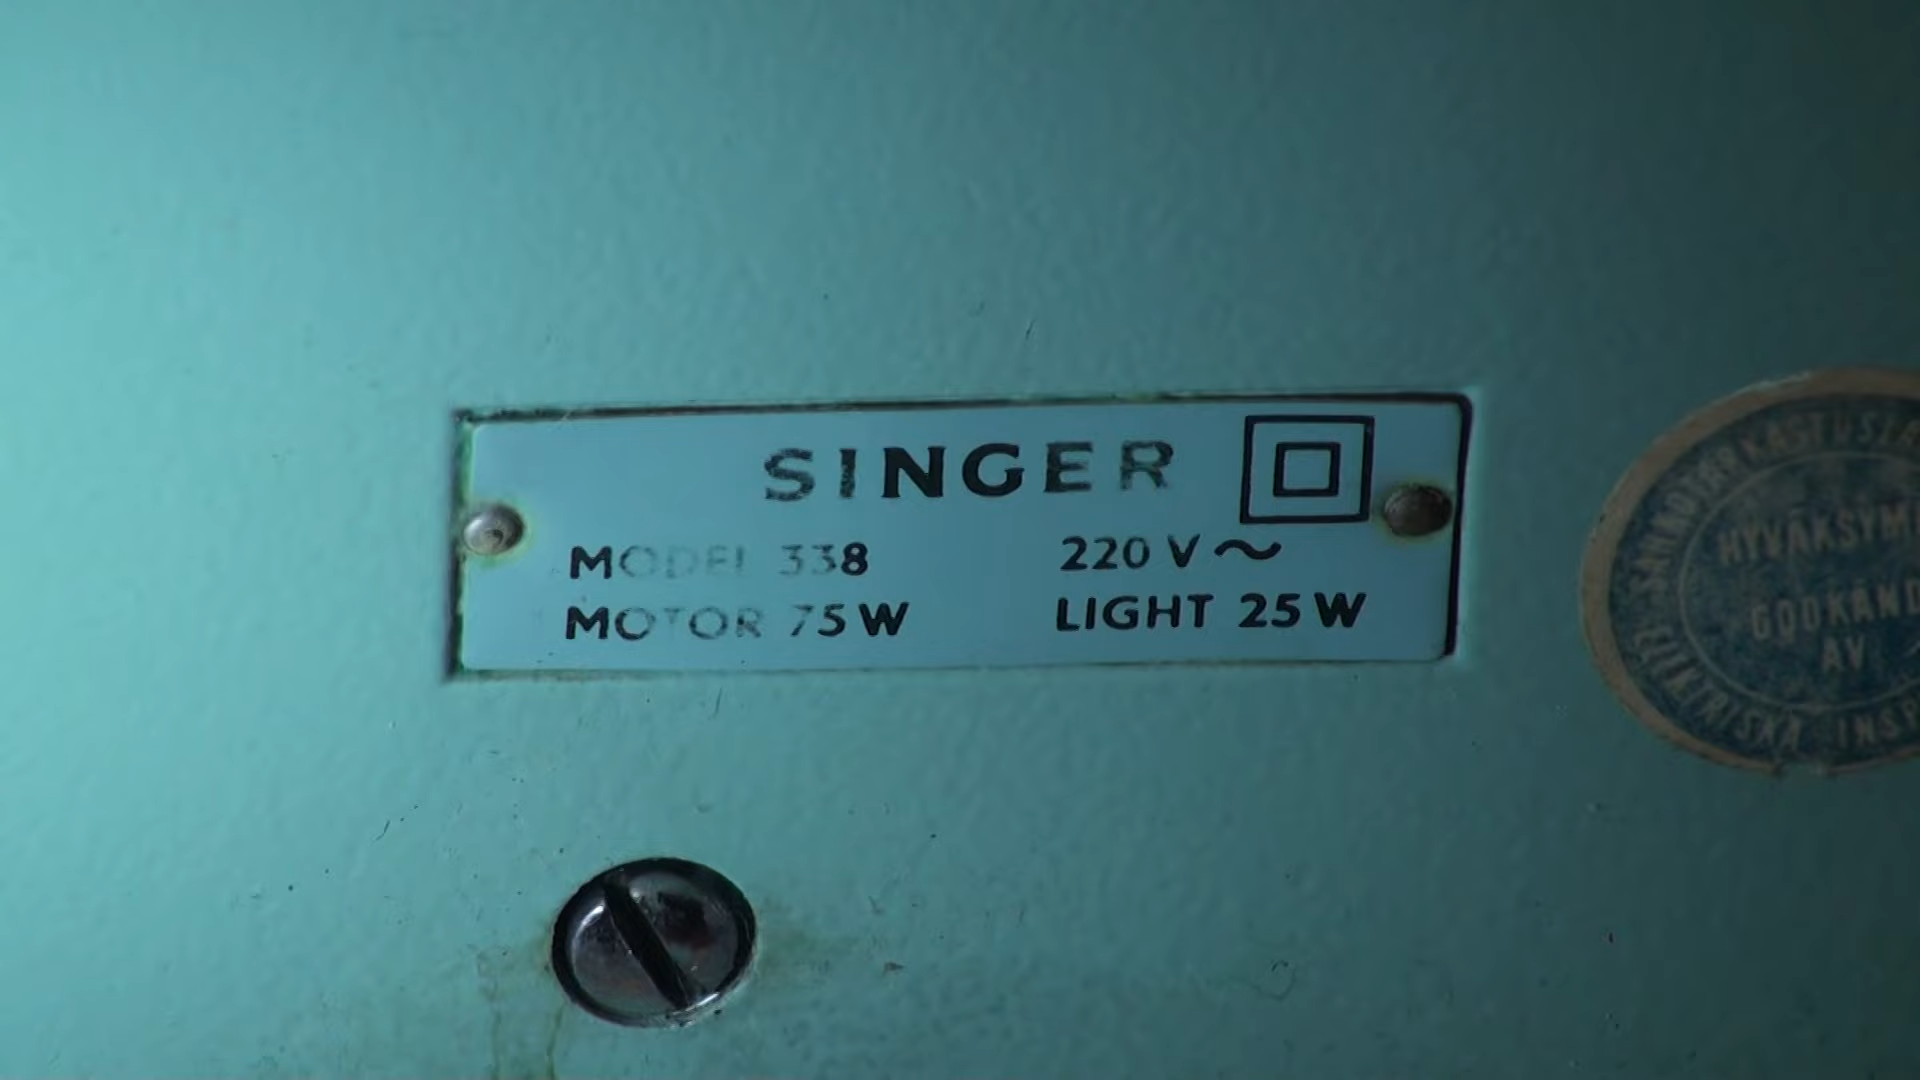 SINGER
MODEL 338
220 V ~
MOTOR 75 W
LIGHT 25 W
HYVÄKSYM
GODKÄND
AV